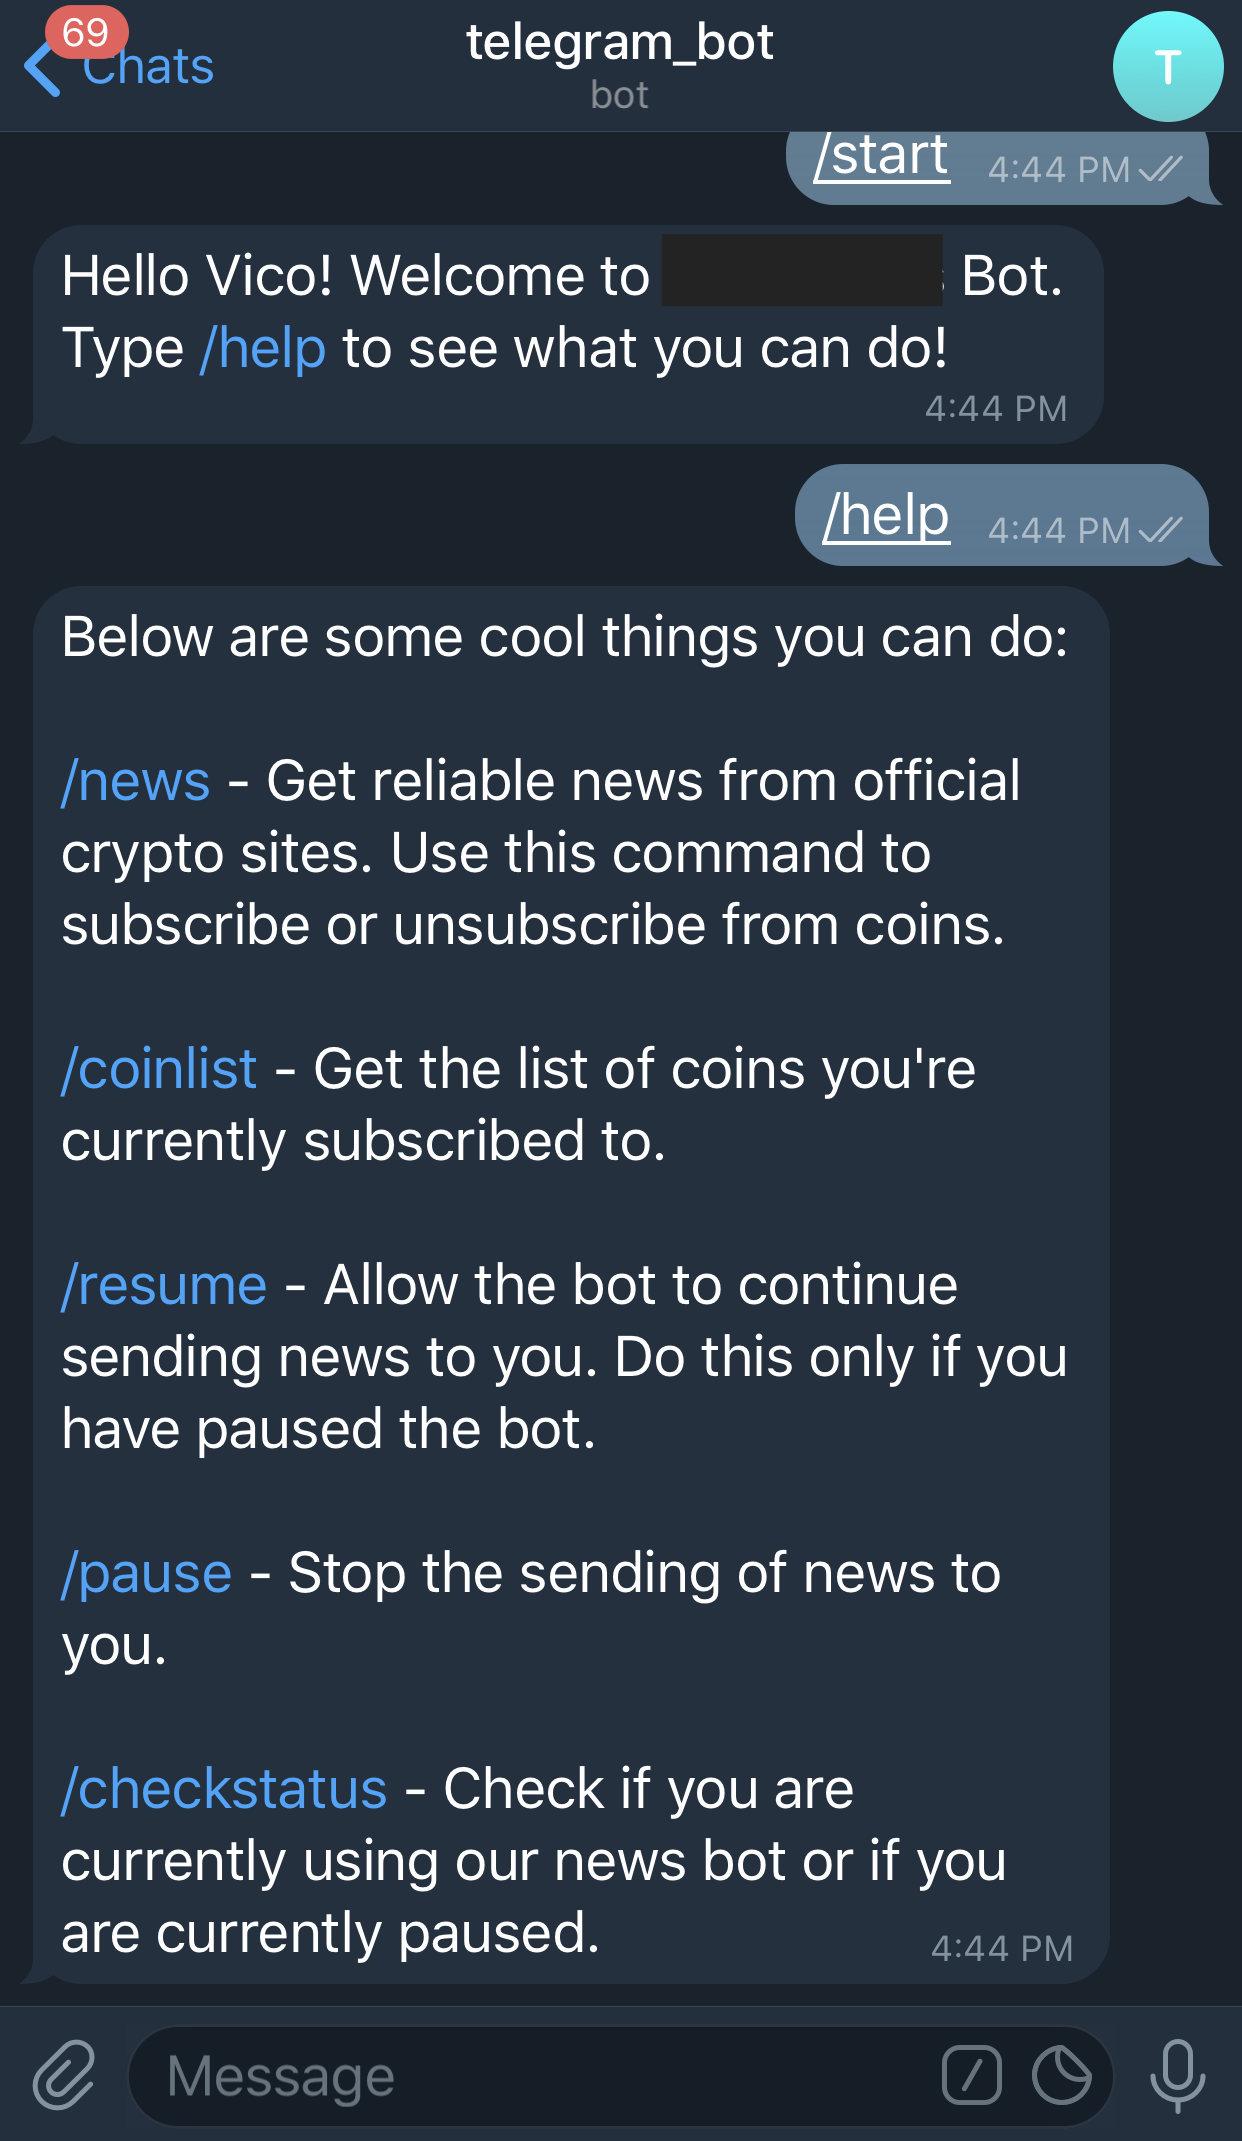 69
Chats
telegram_bot
bot
T
/start 4:44 PM
Hello Vico! Welcome to Bot.
Type /help to see what you can do!
4:44 PM
/help 4:44 PM
Below are some cool things you can do:
/news - Get reliable news from official
crypto sites. Use this command to
subscribe or unsubscribe from coins.
/coinlist - Get the list of coins you're
currently subscribed to.
/resume - Allow the bot to continue
sending news to you. Do this only if you
have paused the bot.
/pause - Stop the sending of news to
you.
/checkstatus - Check if you are
currently using our news bot or if you
are currently paused.
4:44 PM
Message